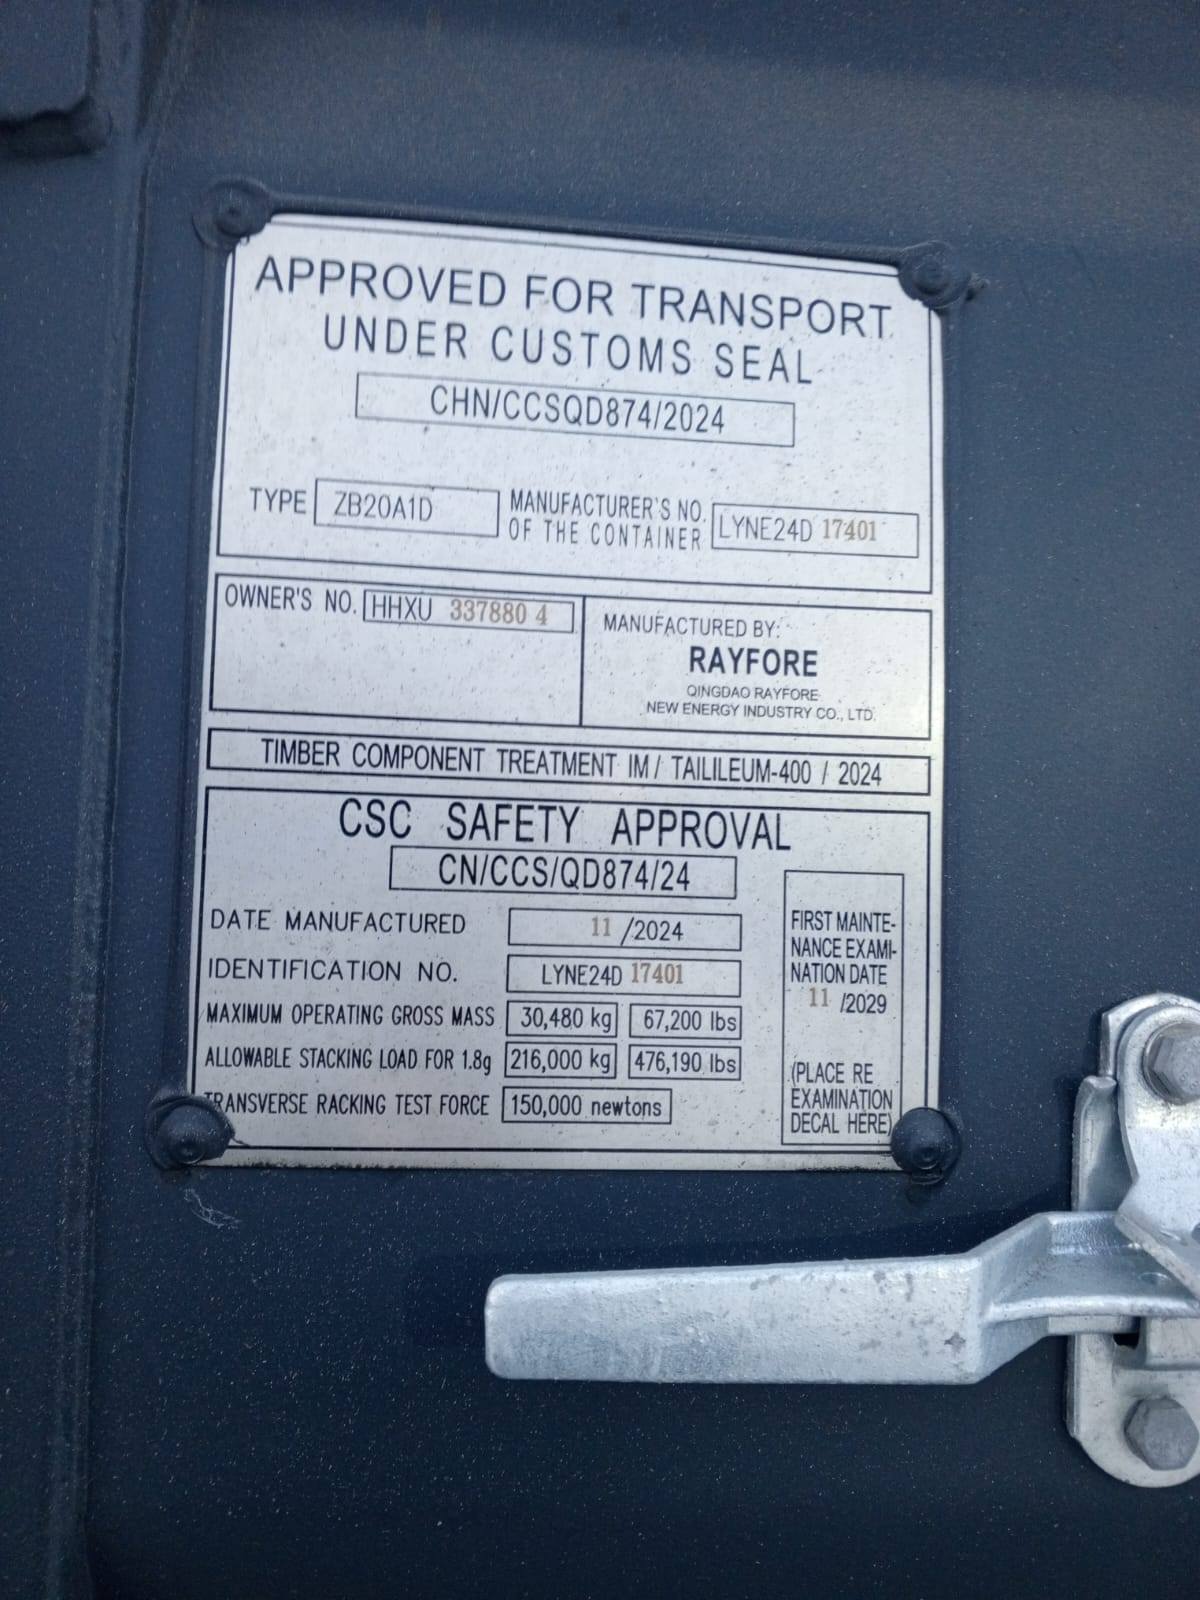 APPROVED FOR TRANSPORT
UNDER CUSTOMS SEAL
CHN/CCSQD874/2024
TYPE ZB20A1D
MANUFACTURER'S NO.
OF THE CONTAINER
LYNE24D 17401
OWNER'S NO. HHXU 337880 4
MANUFACTURED BY:
RAYFORE
QINGDAO RAYFORE
NEW ENERGY INDUSTRY CO., LTD.
TIMBER COMPONENT TREATMENT IM / TAILILEUM-400 / 2024
CSC SAFETY APPROVAL
CN/CCS/QD874/24
DATE MANUFACTURED 11 /2024
IDENTIFICATION NO. LYNE24D 17401
MAXIMUM OPERATING GROSS MASS 30,480 kg 67,200 lbs
ALLOWABLE STACKING LOAD FOR 1.8g 216,000 kg 476,190 lbs
TRANSVERSE RACKING TEST FORCE 150,000 newtons
FIRST MAINTE-
NANCE EXAMI-
NATION DATE
11 /2029
(PLACE RE
EXAMINATION
DECAL HERE)